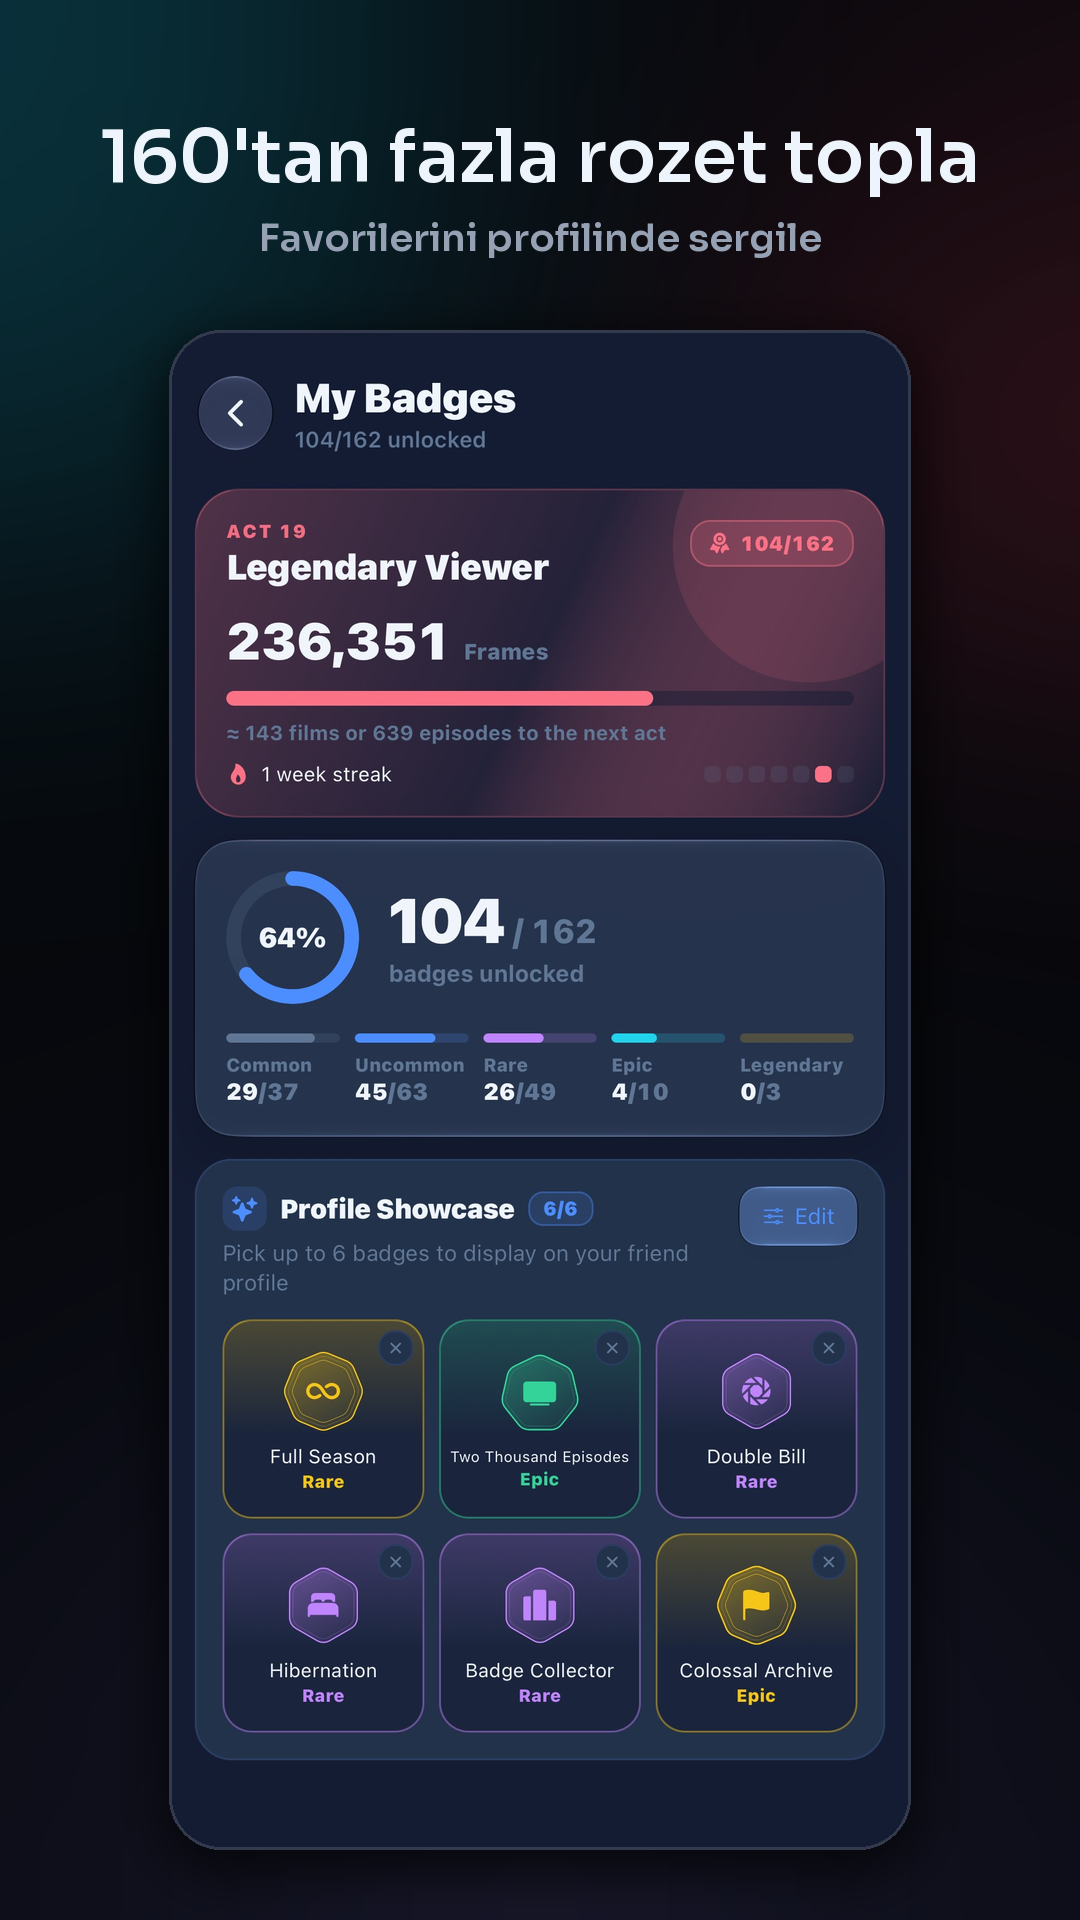 160'tan fazla rozet topla
Favorilerini profilinde sergile
My Badges
104/162 unlocked
ACT 19
104/162
Legendary Viewer
236,351 Frames
≈ 143 films or 639 episodes to the next act
1 week streak
64%
104 / 162
badges unlocked
Common Uncommon Rare Epic Legendary
29/37 45/63 26/49 4/10 0/3
Profile Showcase 6/6
Edit
Pick up to 6 badges to display on your friend
profile
Full Season Two Thousand Episodes Double Bill
Rare Epic Rare
Hibernation Badge Collector Colossal Archive
Rare Rare Epic